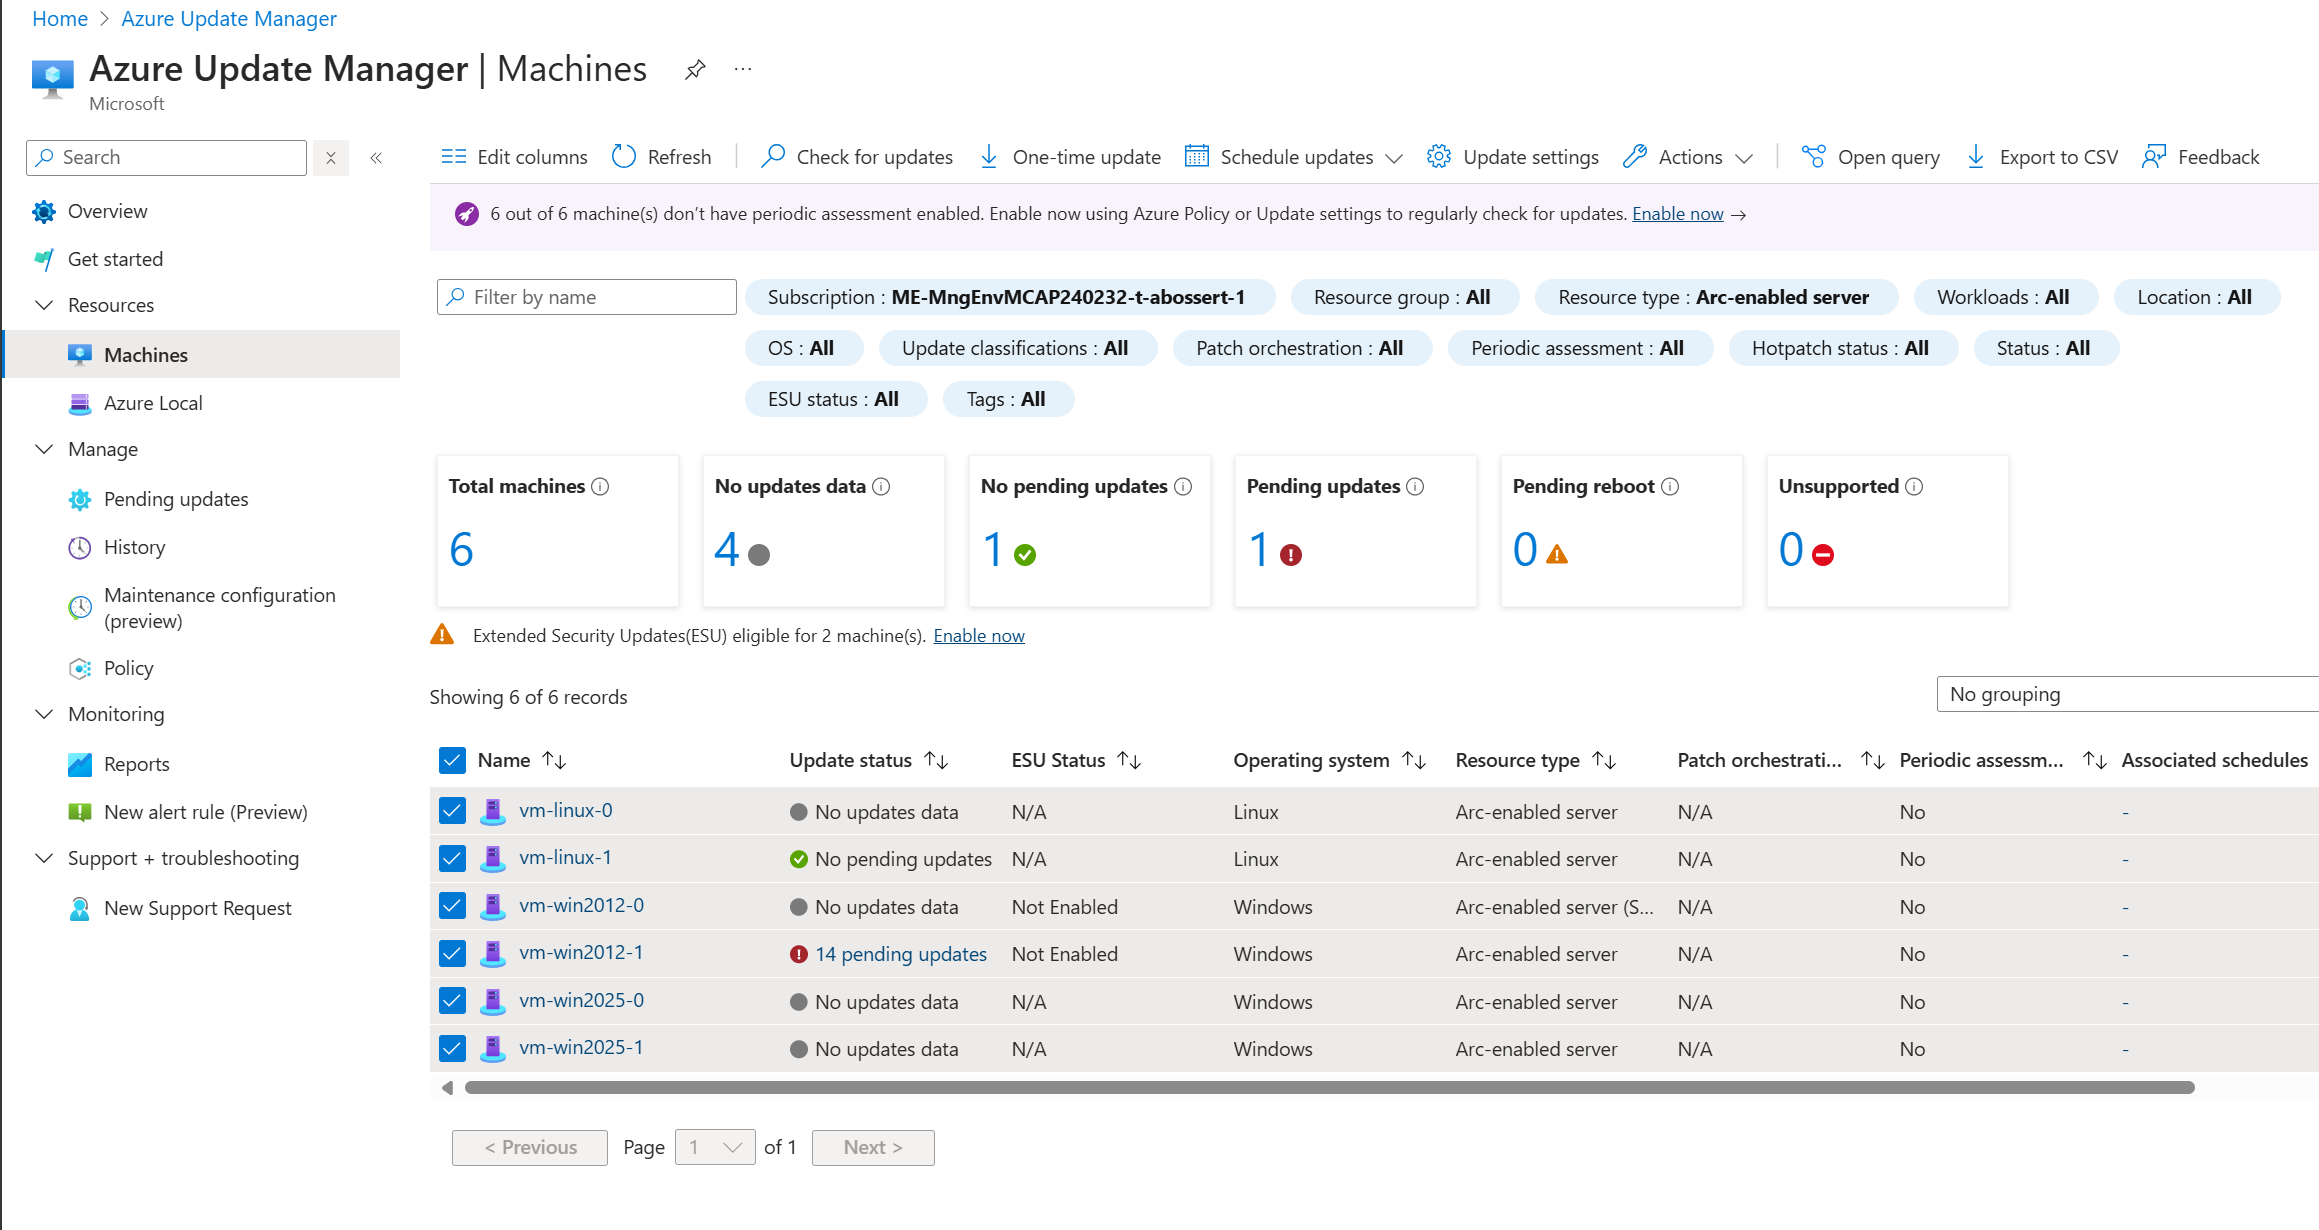 Home > Azure Update Manager
Azure Update Manager | Machines
Microsoft
Search
Overview
Get started
Resources
Machines
Azure Local
Manage
Pending updates
History
Maintenance configuration
(preview)
Policy
Monitoring
Reports
New alert rule (Preview)
Support + troubleshooting
New Support Request
Edit columns Refresh Check for updates One-time update Schedule updates Update settings Actions Open query Export to CSV Feedback
6 out of 6 machine(s) don't have periodic assessment enabled. Enable now using Azure Policy or Update settings to regularly check for updates. Enable now →
Filter by name Subscription : ME-MngEnvMCAP240232-t-abossert-1 Resource group : All Resource type : Arc-enabled server Workloads : All Location : All
OS : All Update classifications : All Patch orchestration : All Periodic assessment : All Hotpatch status : All Status : All
ESU status : All Tags : All
Total machines No updates data No pending updates Pending updates Pending reboot Unsupported
6 4 1 1 0 0
Extended Security Updates(ESU) eligible for 2 machine(s). Enable now
Showing 6 of 6 records No grouping
Name Update status ESU Status Operating system Resource type Patch orchestrati... Periodic assessm... Associated schedules
vm-linux-0 No updates data N/A Linux Arc-enabled server N/A No -
vm-linux-1 No pending updates N/A Linux Arc-enabled server N/A No -
vm-win2012-0 No updates data Not Enabled Windows Arc-enabled server (S... N/A No -
vm-win2012-1 14 pending updates Not Enabled Windows Arc-enabled server N/A No -
vm-win2025-0 No updates data N/A Windows Arc-enabled server N/A No -
vm-win2025-1 No updates data N/A Windows Arc-enabled server N/A No -
< Previous Page 1 of 1 Next >